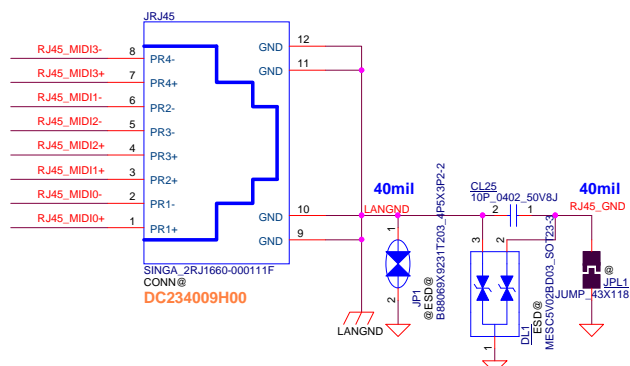 JRJ45
RJ45_MIDI3-
8
PR4-
GND
12
RJ45_MIDI3+
7
PR4+
GND
11
RJ45_MIDI1-
6
PR2-
RJ45_MIDI2-
5
PR3-
RJ45_MIDI2+
4
PR3+
RJ45_MIDI1+
3
PR2+
RJ45_MIDI0-
2
PR1-
GND
10
RJ45_MIDI0+
1
PR1+
GND
9
SINGA_2RJ1660-000111F
CONN@
DC234009H00
LANGND
40mil
LANGND
1
2
JP1
@ESD@
B88069X9231T203_4P5X3P2-2
CL25
10P_0402_50V8J
2
1
3
2
1
DL1
ESD@
MESC5V02BD03_SOT23-3
40mil
RJ45_GND
@
JPL1
JUMP_43X118